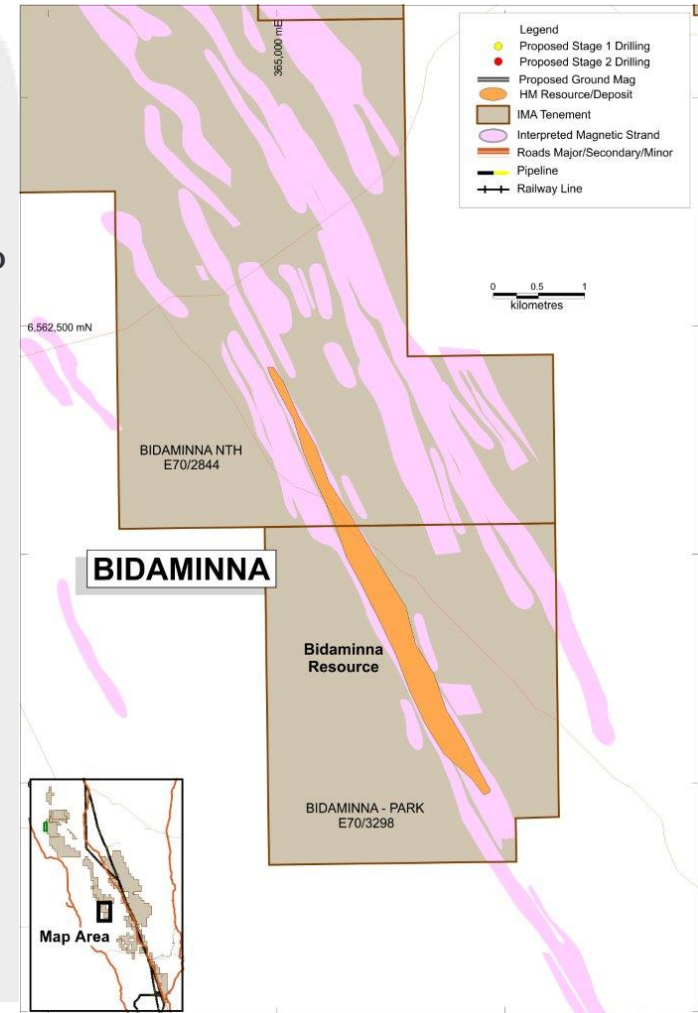 365,000 mE
Legend
Proposed Stage 1 Drilling
Proposed Stage 2 Drilling
Proposed Ground Mag
HM Resource/Deposit
IMA Tenement
Interpreted Magnetic Strand
Roads Major/Secondary/Minor
Pipeline
Railway Line
0 0.5 1
kilometres
6,562,500 mN
BIDAMINNA NTH
E70/2844
BIDAMINNA
Bidaminna
Resource
BIDAMINNA - PARK
E70/3298
Map Area